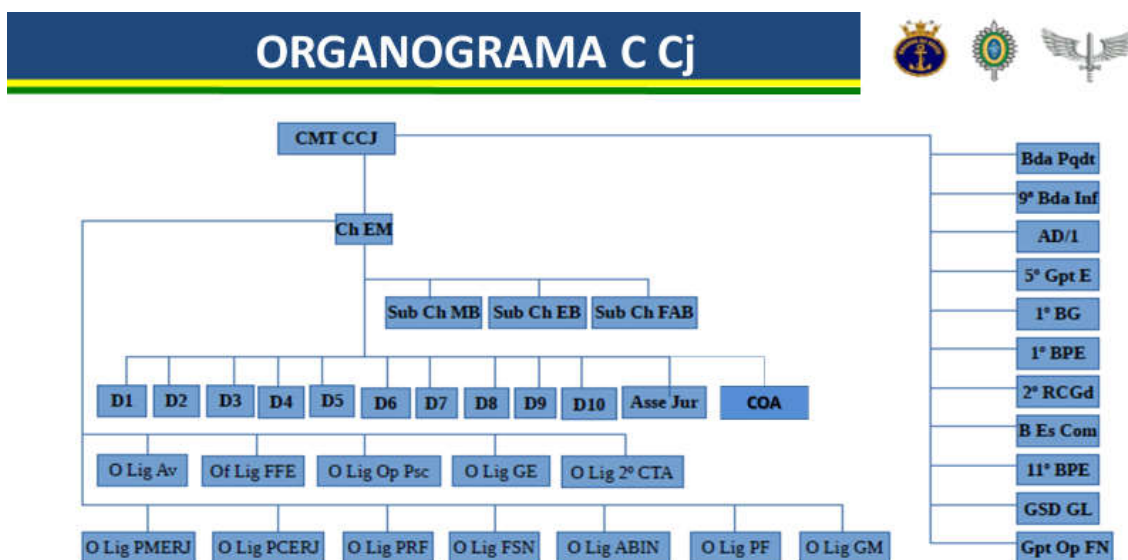 ORGANOGRAMA C Cj
CMT CCJ
Ch EM
Sub Ch MB
Sub Ch EB
Sub Ch FAB
D1
D2
D3
D4
D5
D6
D7
D8
D9
D10
Asse Jur
COA
O Lig Av
Of Lig FFE
O Lig Op Psc
O Lig GE
O Lig 2º CTA
O Lig PMERJ
O Lig PCERJ
O Lig PRF
O Lig FSN
O Lig ABIN
O Lig PF
O Lig GM
Bda Pqdt
9ª Bda Inf
AD/1
5º Gpt E
1º BG
1º BPE
2º RCGd
B Es Com
11º BPE
GSD GL
Gpt Op FN